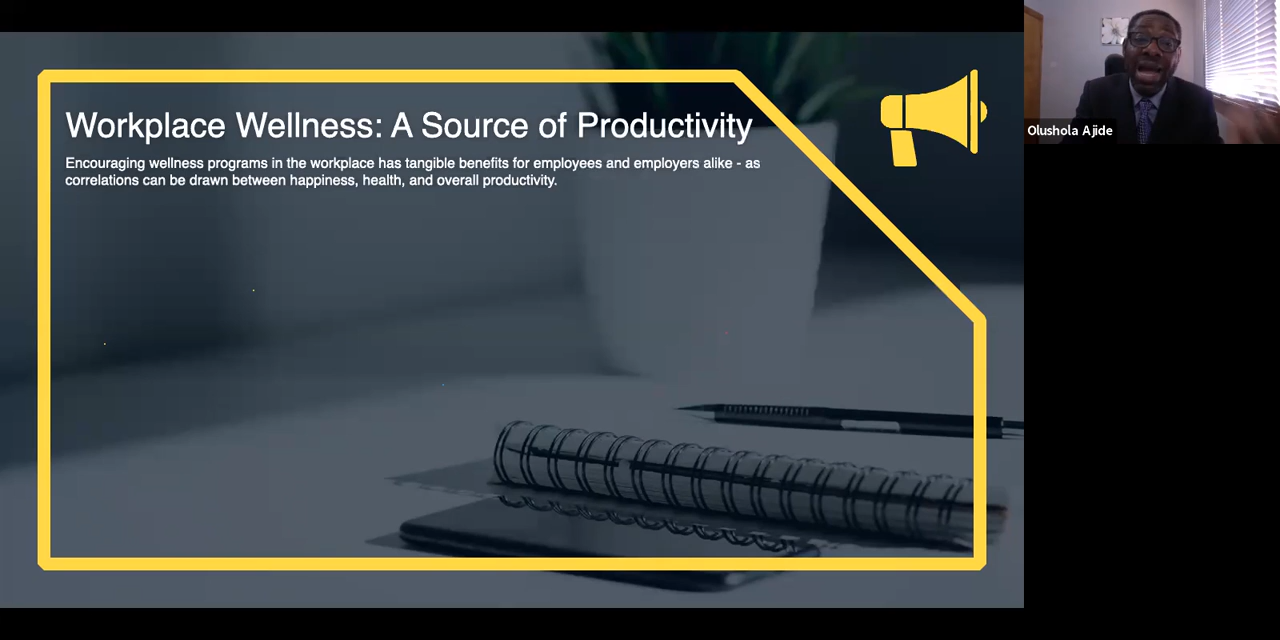 Workplace Wellness: A Source of Productivity
Encouraging wellness programs in the workplace has tangible benefits for employees and employers alike - as
correlations can be drawn between happiness, health, and overall productivity.
Olushola Ajide